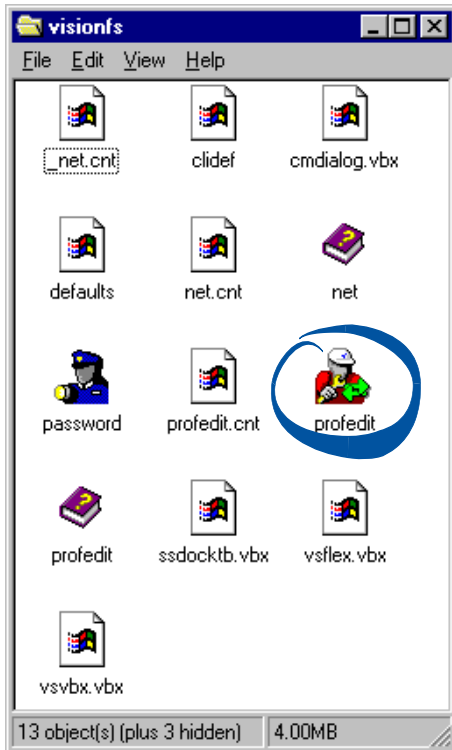 visionfs
File Edit View Help
_net.cnt clidef cmdialog.vbx
defaults net.cnt net
password profedit.cnt profedit
profedit ssdocktb.vbx vsflex.vbx
vsvbx.vbx
13 object(s) (plus 3 hidden) 4.00MB